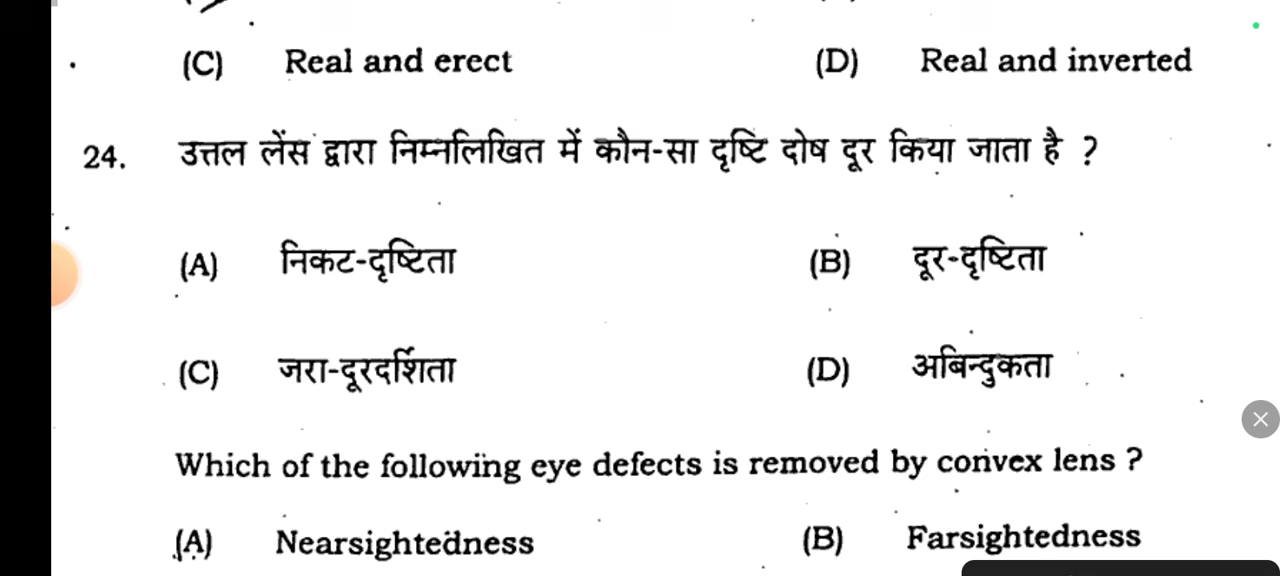 (C) Real and erect (D) Real and inverted
24. उत्तल लेंस द्वारा निम्नलिखित में कौन-सा दृष्टि दोष दूर किया जाता है ?
(A) निकट-दृष्टिता (B) दूर-दृष्टिता
(C) जरा-दूरदर्शिता (D) अबिन्दुकता
Which of the following eye defects is removed by convex lens ?
(A) Nearsightedness (B) Farsightedness